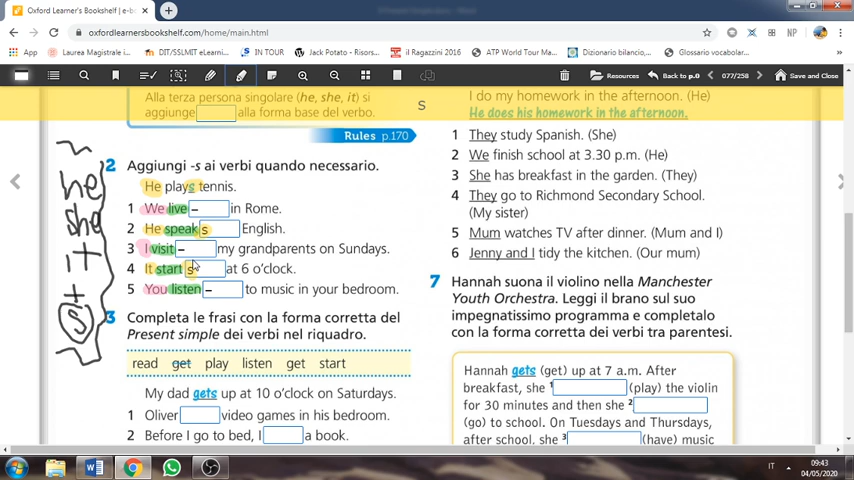 Oxford Learner's Bookshelf | e-bo
oxfordlearnersbookshelf.com/home/main.html
App
Laurea Magistrale i...
DIT/SSLMIT eLearni...
IN TOUR
Jack Potato - Risors...
il Ragazzini 2016
ATP World Tour Ma...
Dizionario bilancio,...
Glossario vocabolar...
NP
Resources
Back to p.0
077/258
Save and Close
Alla terza persona singolare (he, she, it) si
aggiunge
alla forma base del verbo.
S
Rules p.170
he
she
it
+
s
2 Aggiungi -s ai verbi quando necessario.
He plays tennis.
1 We live – in Rome.
2 He speak s English.
3 I visit – my grandparents on Sundays.
4 It start s at 6 o'clock.
5 You listen – to music in your bedroom.
3 Completa le frasi con la forma corretta del
Present simple dei verbi nel riquadro.
read get play listen get start
My dad gets up at 10 o'clock on Saturdays.
1 Oliver video games in his bedroom.
2 Before I go to bed, I a book.
I do my homework in the afternoon. (He)
He does his homework in the afternoon.
1 They study Spanish. (She)
2 We finish school at 3.30 p.m. (He)
3 She has breakfast in the garden. (They)
4 They go to Richmond Secondary School.
(My sister)
5 Mum watches TV after dinner. (Mum and I)
6 Jenny and I tidy the kitchen. (Our mum)
7 Hannah suona il violino nella Manchester
Youth Orchestra. Leggi il brano sul suo
impegnatissimo programma e completalo
con la forma corretta dei verbi tra parentesi.
Hannah gets (get) up at 7 a.m. After
breakfast, she 1 (play) the violin
for 30 minutes and then she 2
(go) to school. On Tuesdays and Thursdays,
after school, she 3 (have) music
IT
09:43
04/05/2020